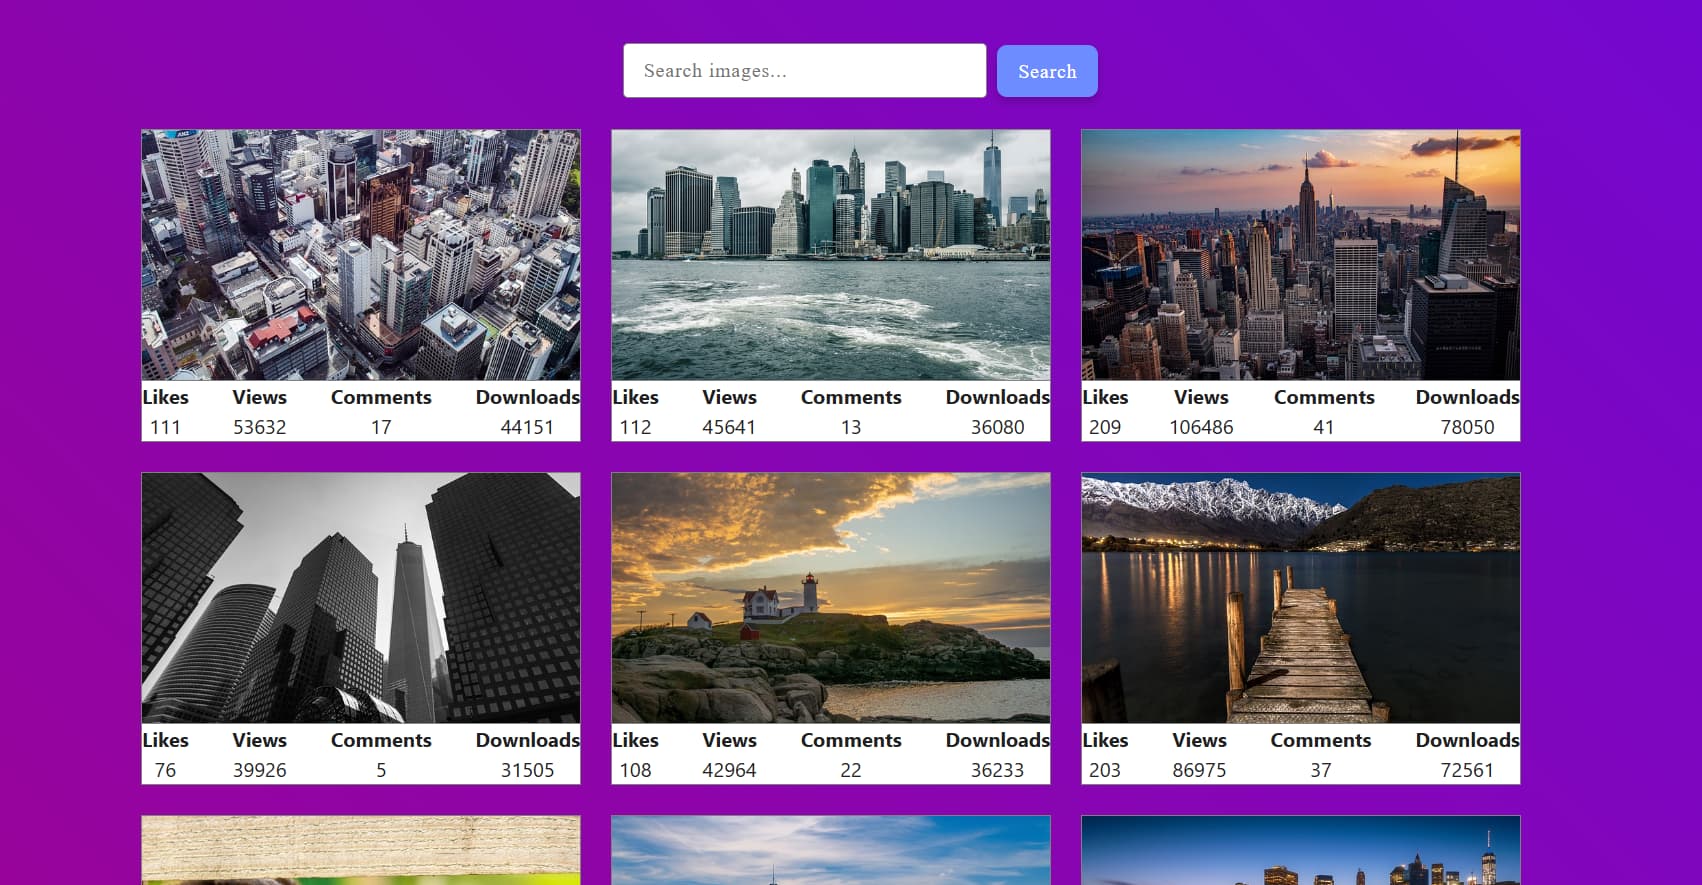 Search images...
Search
ANZ
Likes Views Comments Downloads
111 53632 17 44151
Likes Views Comments Downloads
112 45641 13 36080
Likes Views Comments Downloads
209 106486 41 78050
Likes Views Comments Downloads
76 39926 5 31505
Likes Views Comments Downloads
108 42964 22 36233
Likes Views Comments Downloads
203 86975 37 72561